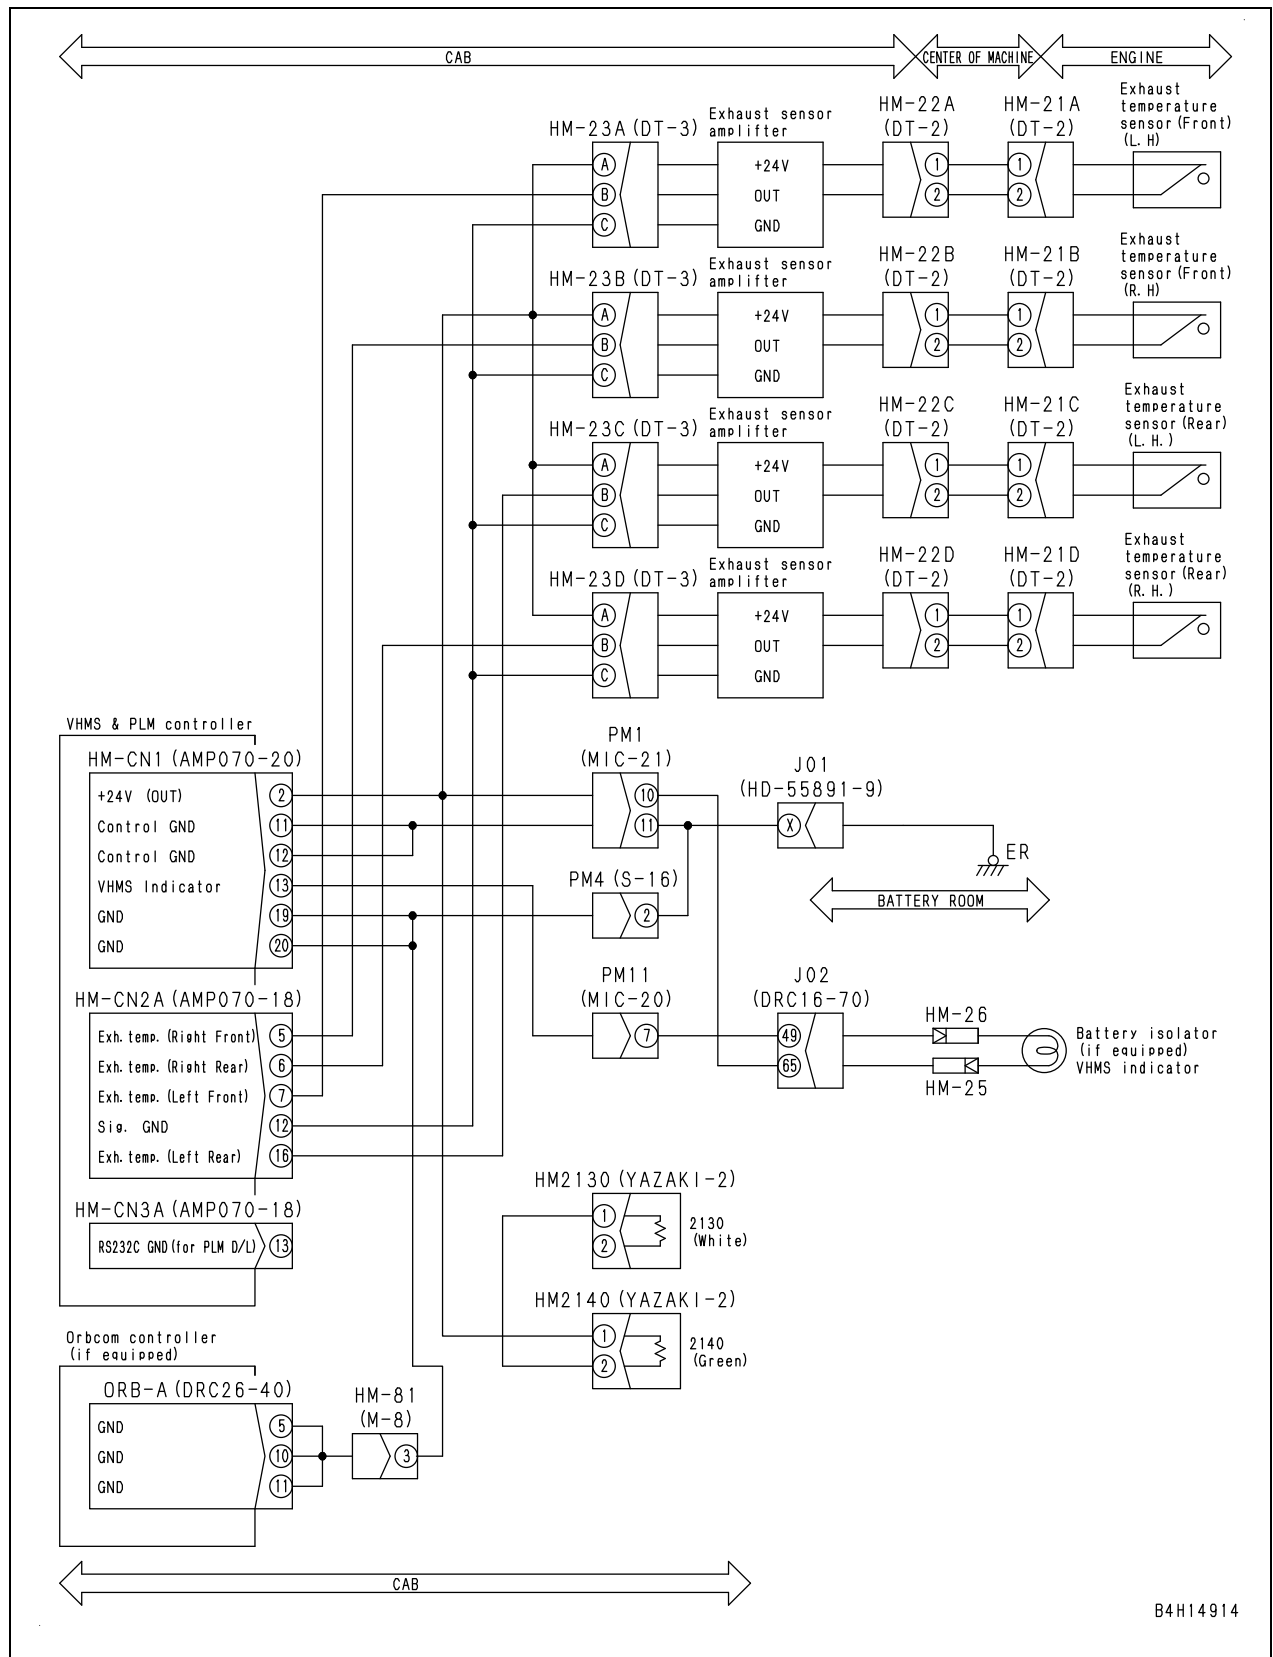 CAB
CENTER OF MACHINE
ENGINE
HM-23A (DT-3)
Exhaust sensor
amplifter
HM-22A
(DT-2)
HM-21A
(DT-2)
Exhaust
temperature
sensor (Front)
(L. H)
A
B
C
+24V
OUT
GND
1
2
1
2
HM-23B (DT-3)
Exhaust sensor
amplifter
HM-22B
(DT-2)
HM-21B
(DT-2)
Exhaust
temperature
sensor (Front)
(R. H)
A
B
C
+24V
OUT
GND
1
2
1
2
HM-23C (DT-3)
Exhaust sensor
amplifter
HM-22C
(DT-2)
HM-21C
(DT-2)
Exhaust
temperature
sensor (Rear)
(L. H. )
A
B
C
+24V
OUT
GND
1
2
1
2
HM-23D (DT-3)
Exhaust sensor
amplifter
HM-22D
(DT-2)
HM-21D
(DT-2)
Exhaust
temperature
sensor (Rear)
(R. H. )
A
B
C
+24V
OUT
GND
1
2
1
2
VHMS & PLM controller
HM-CN1 (AMP070-20)
+24V (OUT) 2
Control GND 11
Control GND 12
VHMS Indicator 13
GND 19
GND 20
PM1
(MIC-21)
10
11
J01
(HD-55891-9)
X
ER
PM4 (S-16)
2
BATTERY ROOM
PM11
(MIC-20)
7
J02
(DRC16-70)
49
65
HM-26
HM-25
Battery isolator
(if equipped)
VHMS indicator
HM-CN2A (AMP070-18)
Exh. temp. (Right Front) 5
Exh. temp. (Right Rear) 6
Exh. temp. (Left Front) 7
Sig. GND 12
Exh. temp. (Left Rear) 16
HM-CN3A (AMP070-18)
RS232C GND (for PLM D/L) 13
HM2130 (YAZAKI-2)
1
2
2130
(White)
HM2140 (YAZAKI-2)
1
2
2140
(Green)
Orbcom controller
(if equipped)
ORB-A (DRC26-40)
GND 5
GND 10
GND 11
HM-81
(M-8)
3
CAB
B4H14914